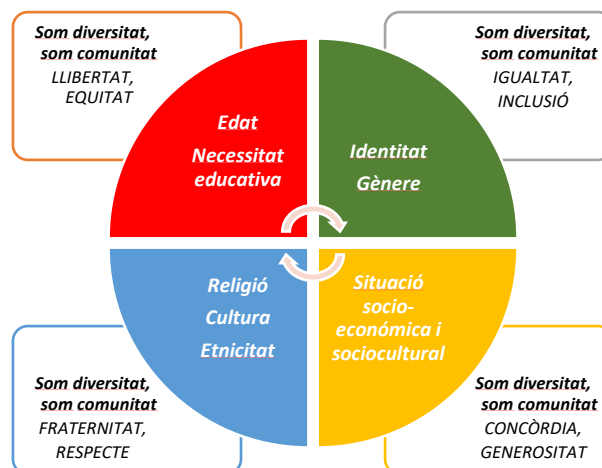 Som diversitat,
som comunitat
LLIBERTAT,
EQUITAT
Som diversitat,
som comunitat
IGUALTAT,
INCLUSIÓ
Edat
Necessitat
educativa
Identitat
Gènere
Religió
Cultura
Etnicitat
Situació
socio-
económica i
sociocultural
Som diversitat,
som comunitat
FRATERNITAT,
RESPECTE
Som diversitat,
som comunitat
CONCÒRDIA,
GENEROSITAT